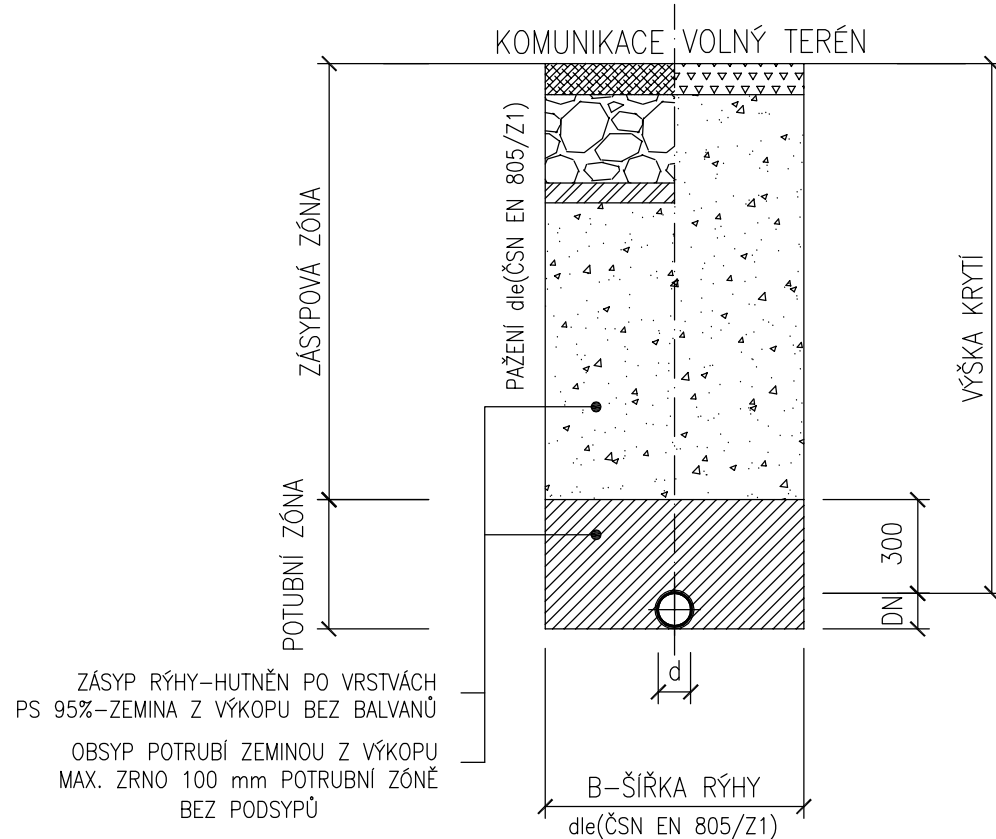 KOMUNIKACE VOLNÝ TERÉN
ZÁSYPOVÁ ZÓNA
PAŽENÍ dle(ČSN EN 805/Z1)
VÝŠKA KRYTÍ
POTUBNÍ ZÓNA
300
DN
d
ZÁSYP RÝHY-HUTNĚN PO VRSTVÁCH
PS 95%-ZEMINA Z VÝKOPU BEZ BALVANŮ
OBSYP POTRUBÍ ZEMINOU Z VÝKOPU
MAX. ZRNO 100 mm POTRUBNÍ ZÓNĚ
BEZ PODSYPŮ
B-ŠÍŘKA RÝHY
dle(ČSN EN 805/Z1)